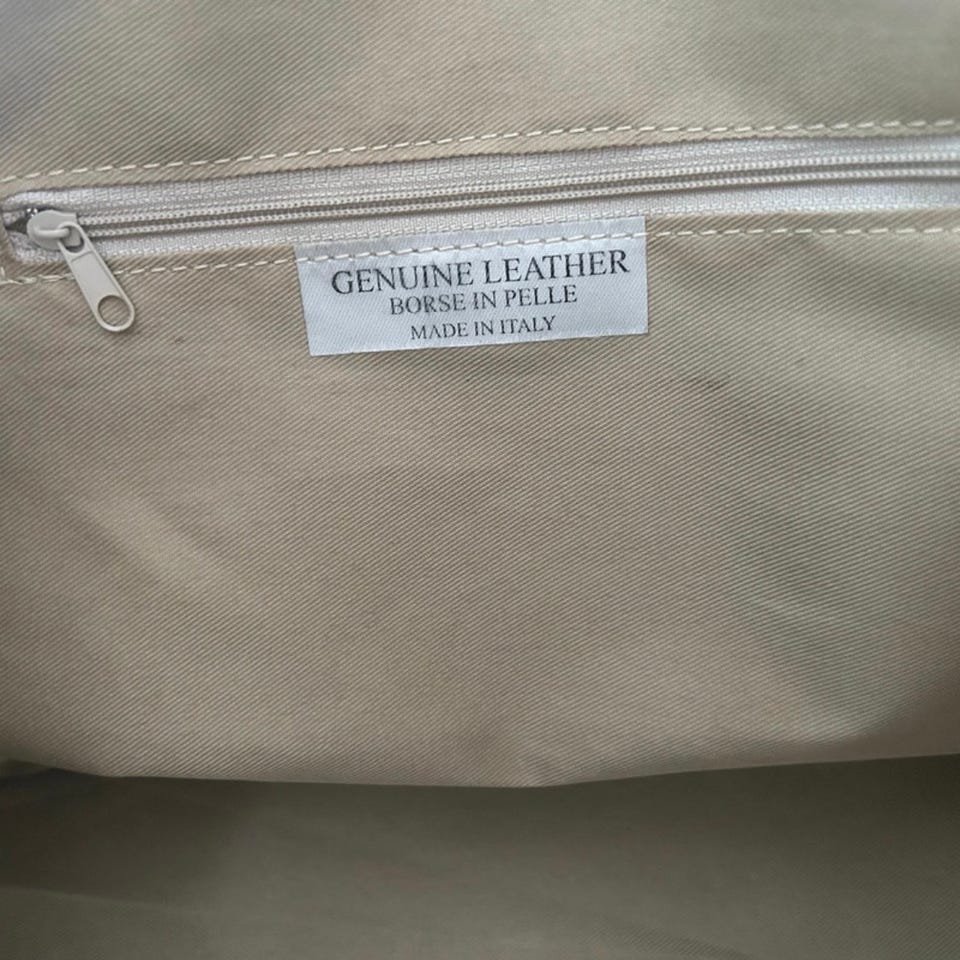 GENUINE LEATHER
BORSE IN PELLE
MADE IN ITALY